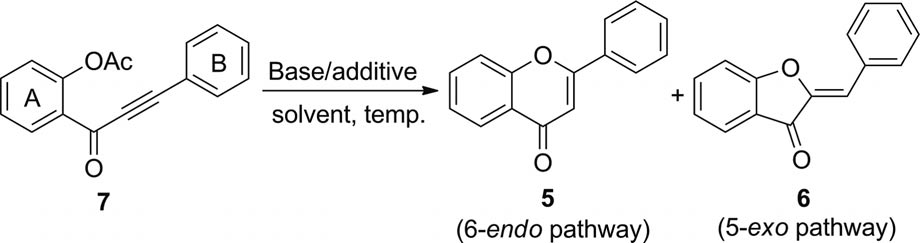 OAc
B
A
O
7
Base/additive
solvent, temp.
O
O
5
(6-endo pathway)
+
O
O
6
(5-exo pathway)